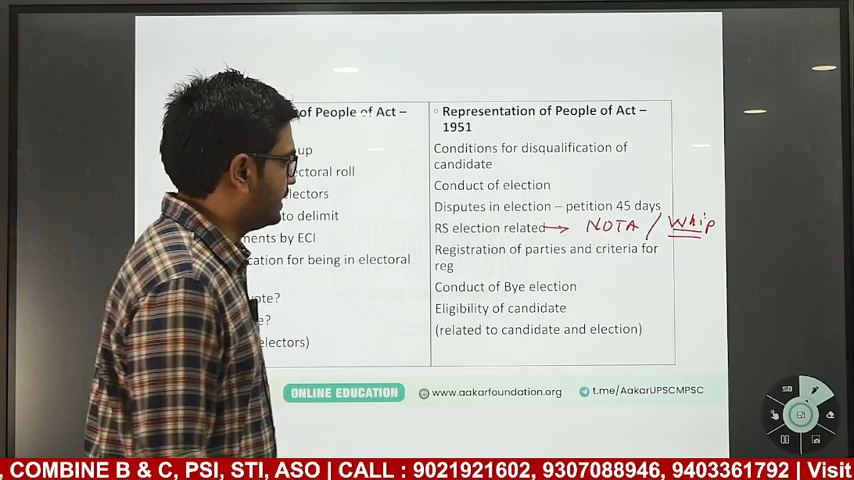 of People of Act –
up
ectoral roll
electors
to delimit
ments by ECI
cation for being in electoral
vote?
e?
electors)
Representation of People of Act –
1951
Conditions for disqualification of
candidate
Conduct of election
Disputes in election – petition 45 days
RS election related → NOTA / Whip
Registration of parties and criteria for
reg
Conduct of Bye election
Eligibility of candidate
(related to candidate and election)
ONLINE EDUCATION
www.aakarfoundation.org
t.me/AakarUPSCMPSC
, COMBINE B & C, PSI, STI, ASO | CALL : 9021921602, 9307088946, 9403361792 | Visit